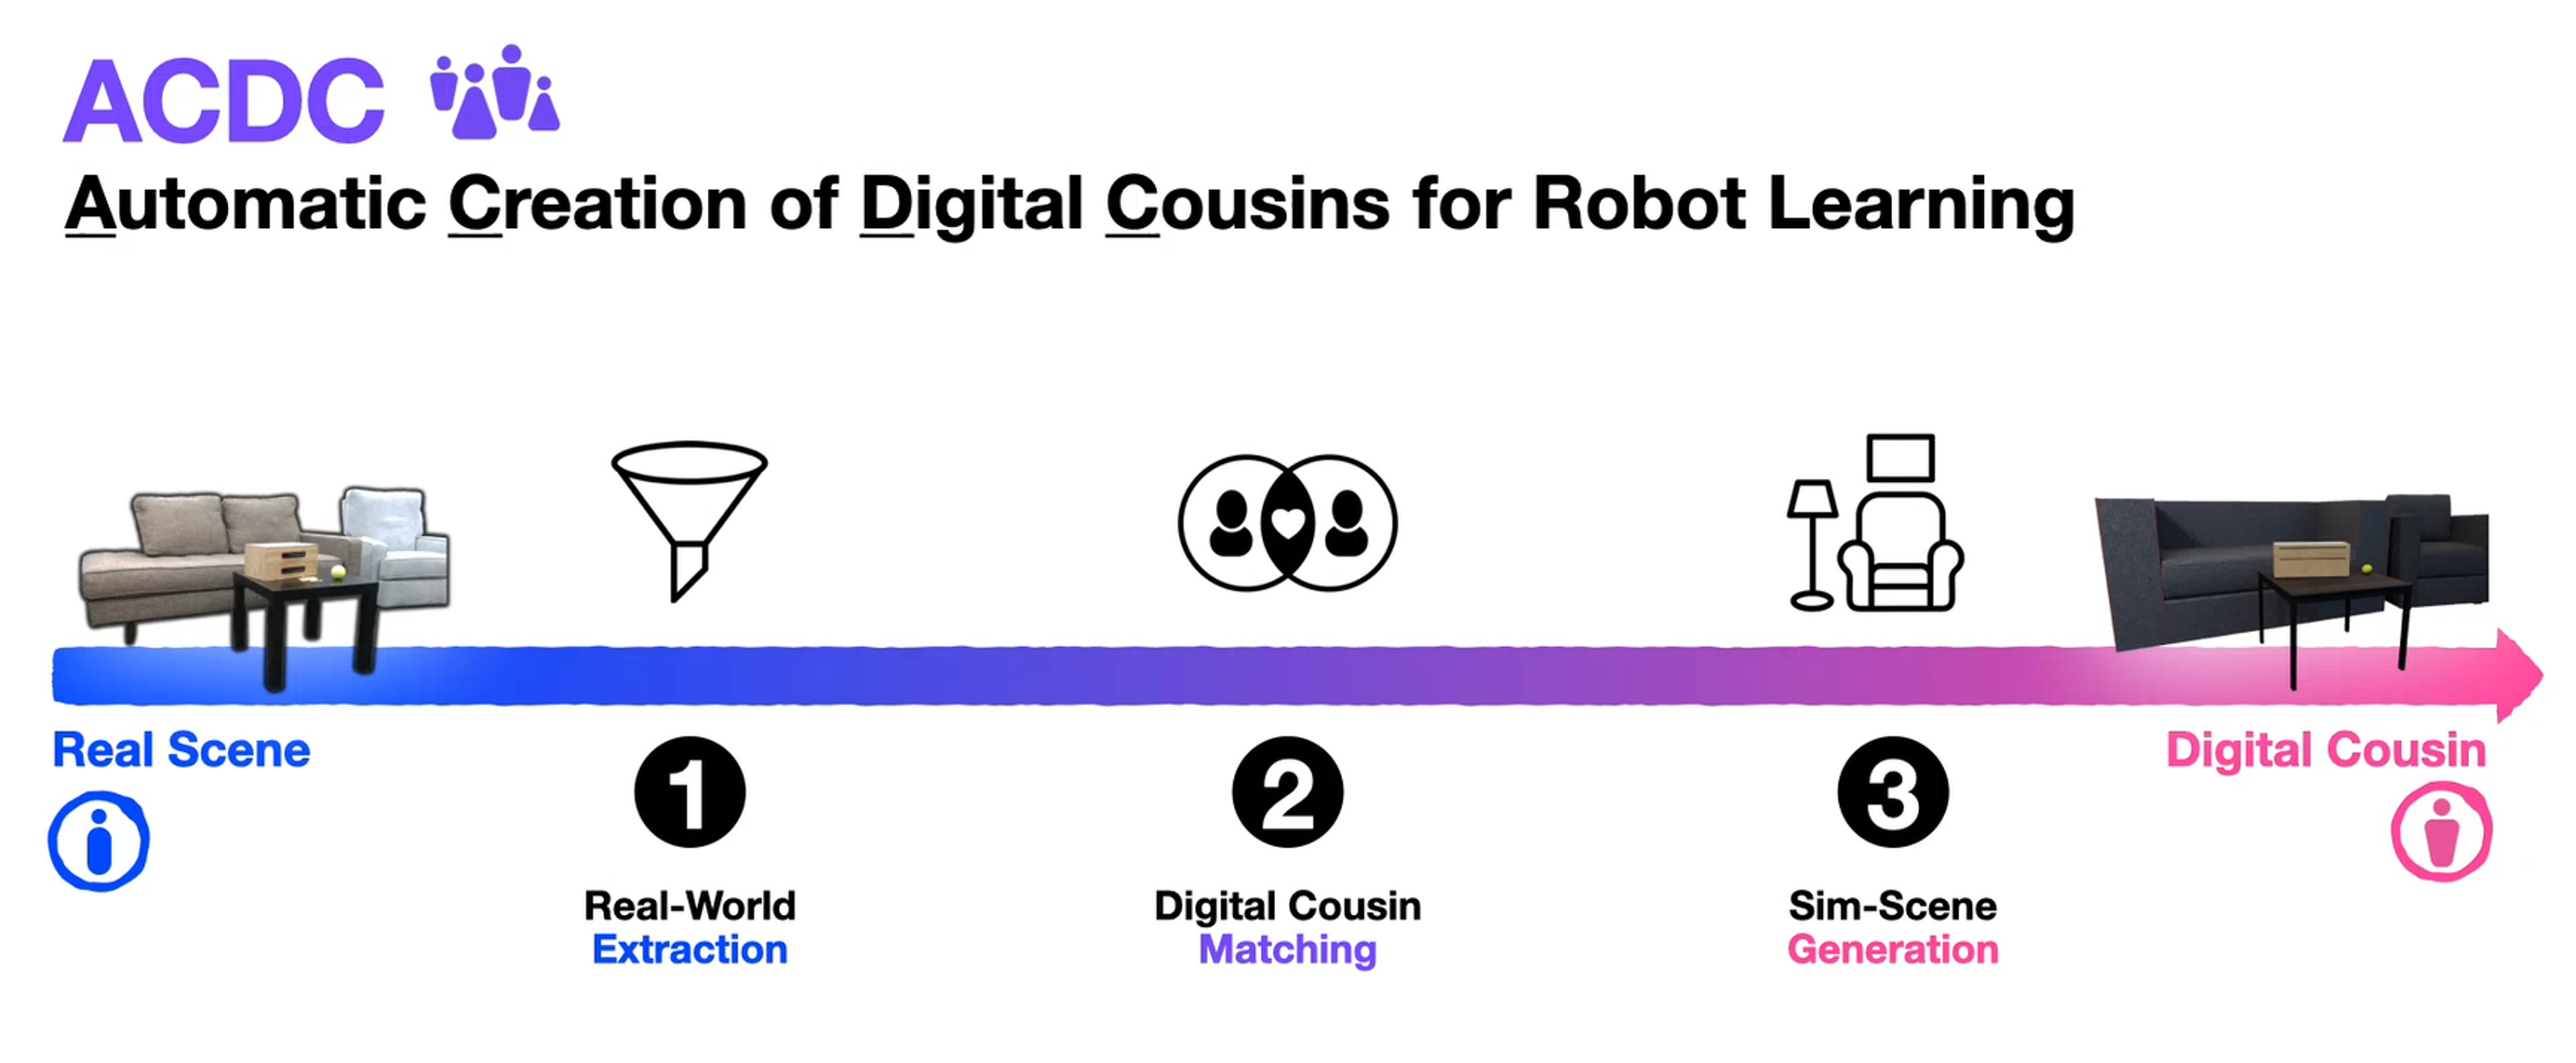 ACDC
Automatic Creation of Digital Cousins for Robot Learning
Real Scene
Digital Cousin
1
2
3
Real-World
Extraction
Digital Cousin
Matching
Sim-Scene
Generation